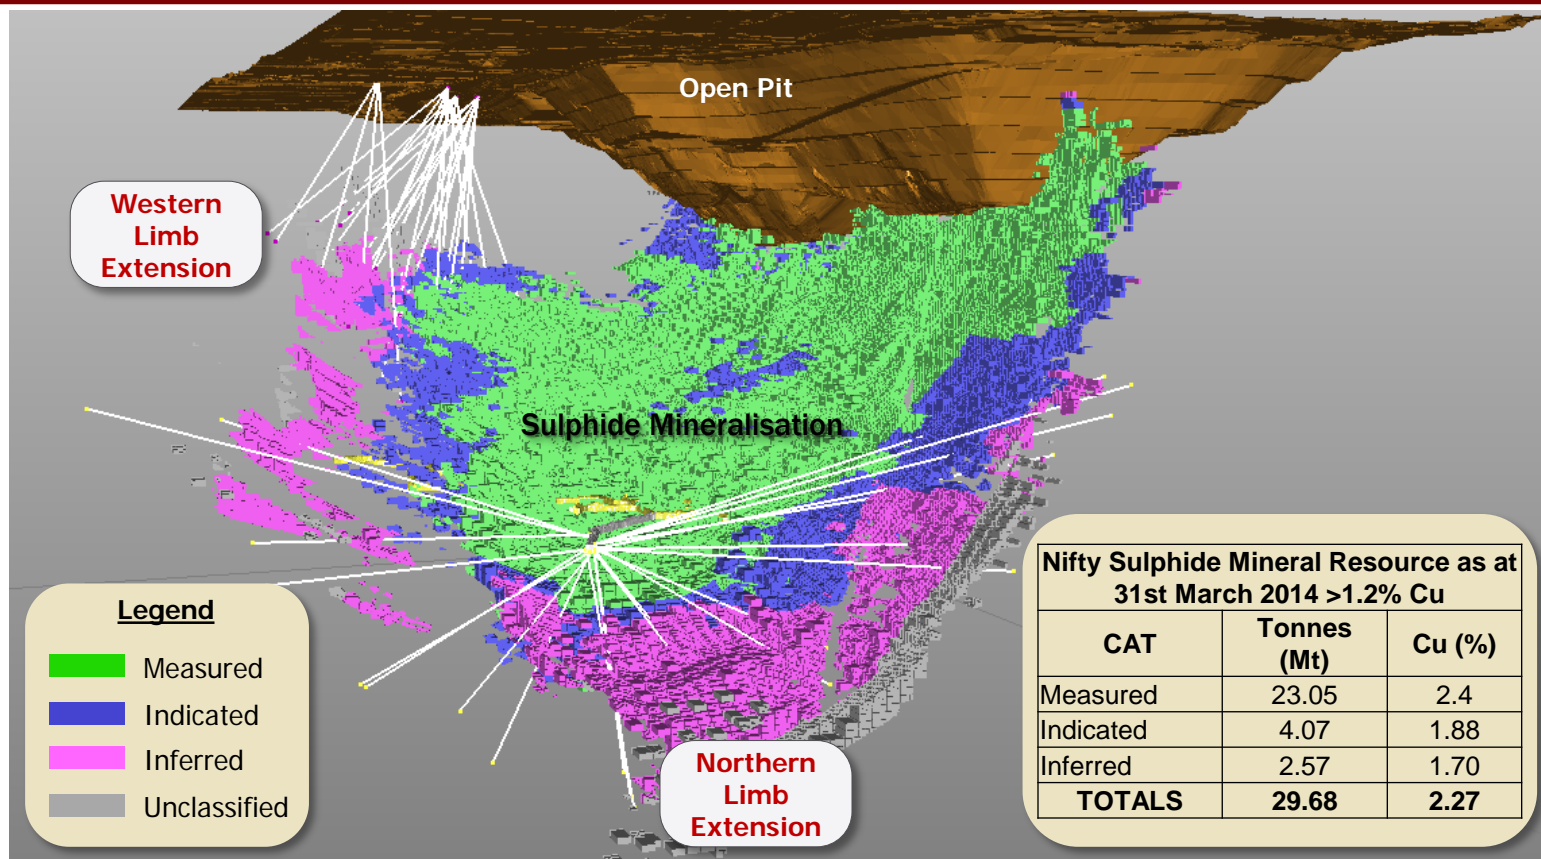 Open Pit
Western
Limb
Extension
Sulphide Mineralisation
Northern
Limb
Extension
Legend
Measured
Indicated
Inferred
Unclassified
Nifty Sulphide Mineral Resource as at
31st March 2014 >1.2% Cu
CAT Tonnes (Mt) Cu (%)
Measured 23.05 2.4
Indicated 4.07 1.88
Inferred 2.57 1.70
TOTALS 29.68 2.27